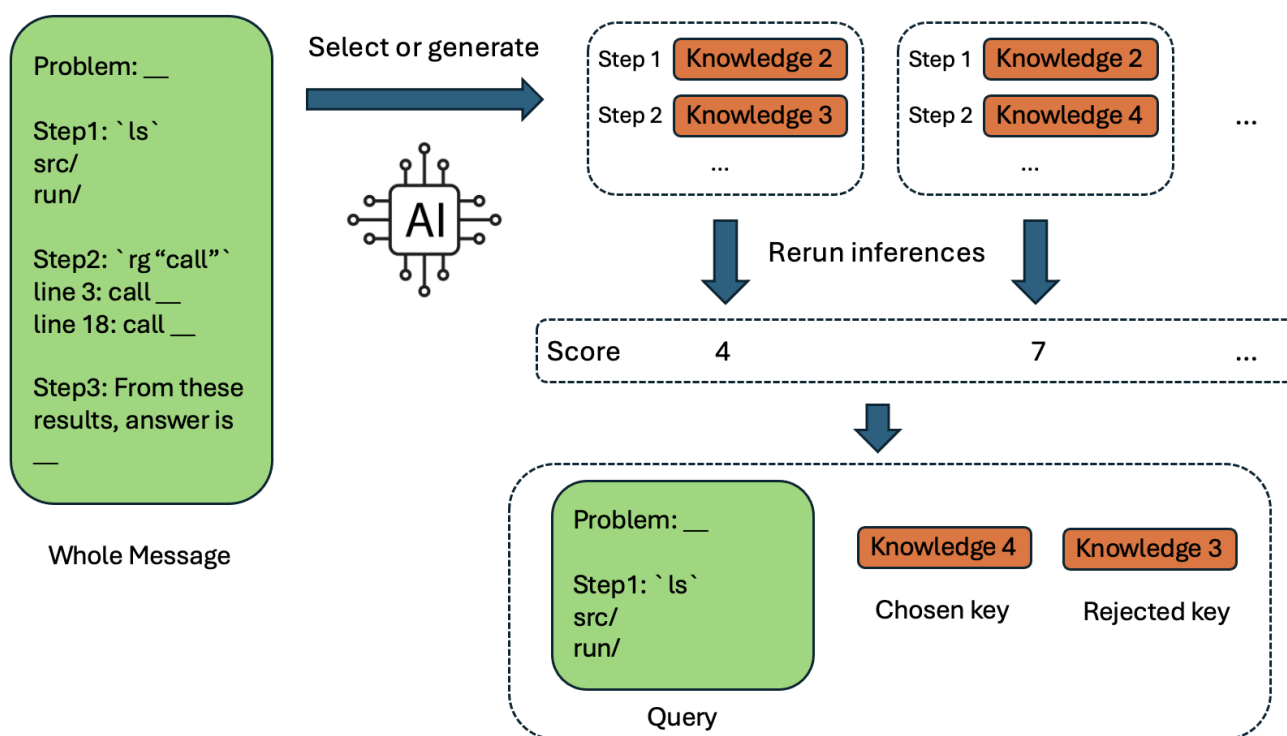 Problem: __
Step1: `ls`
src/
run/
Step2: `rg “call”`
line 3: call __
line 18: call __
Step3: From these
results, answer is
__
Whole Message
Select or generate
AI
Step 1 Knowledge 2
Step 2 Knowledge 3
...
Step 1 Knowledge 2
Step 2 Knowledge 4
...
...
Rerun inferences
Score 4 7 ...
Problem: __
Step1: `ls`
src/
run/
Query
Knowledge 4
Chosen key
Knowledge 3
Rejected key